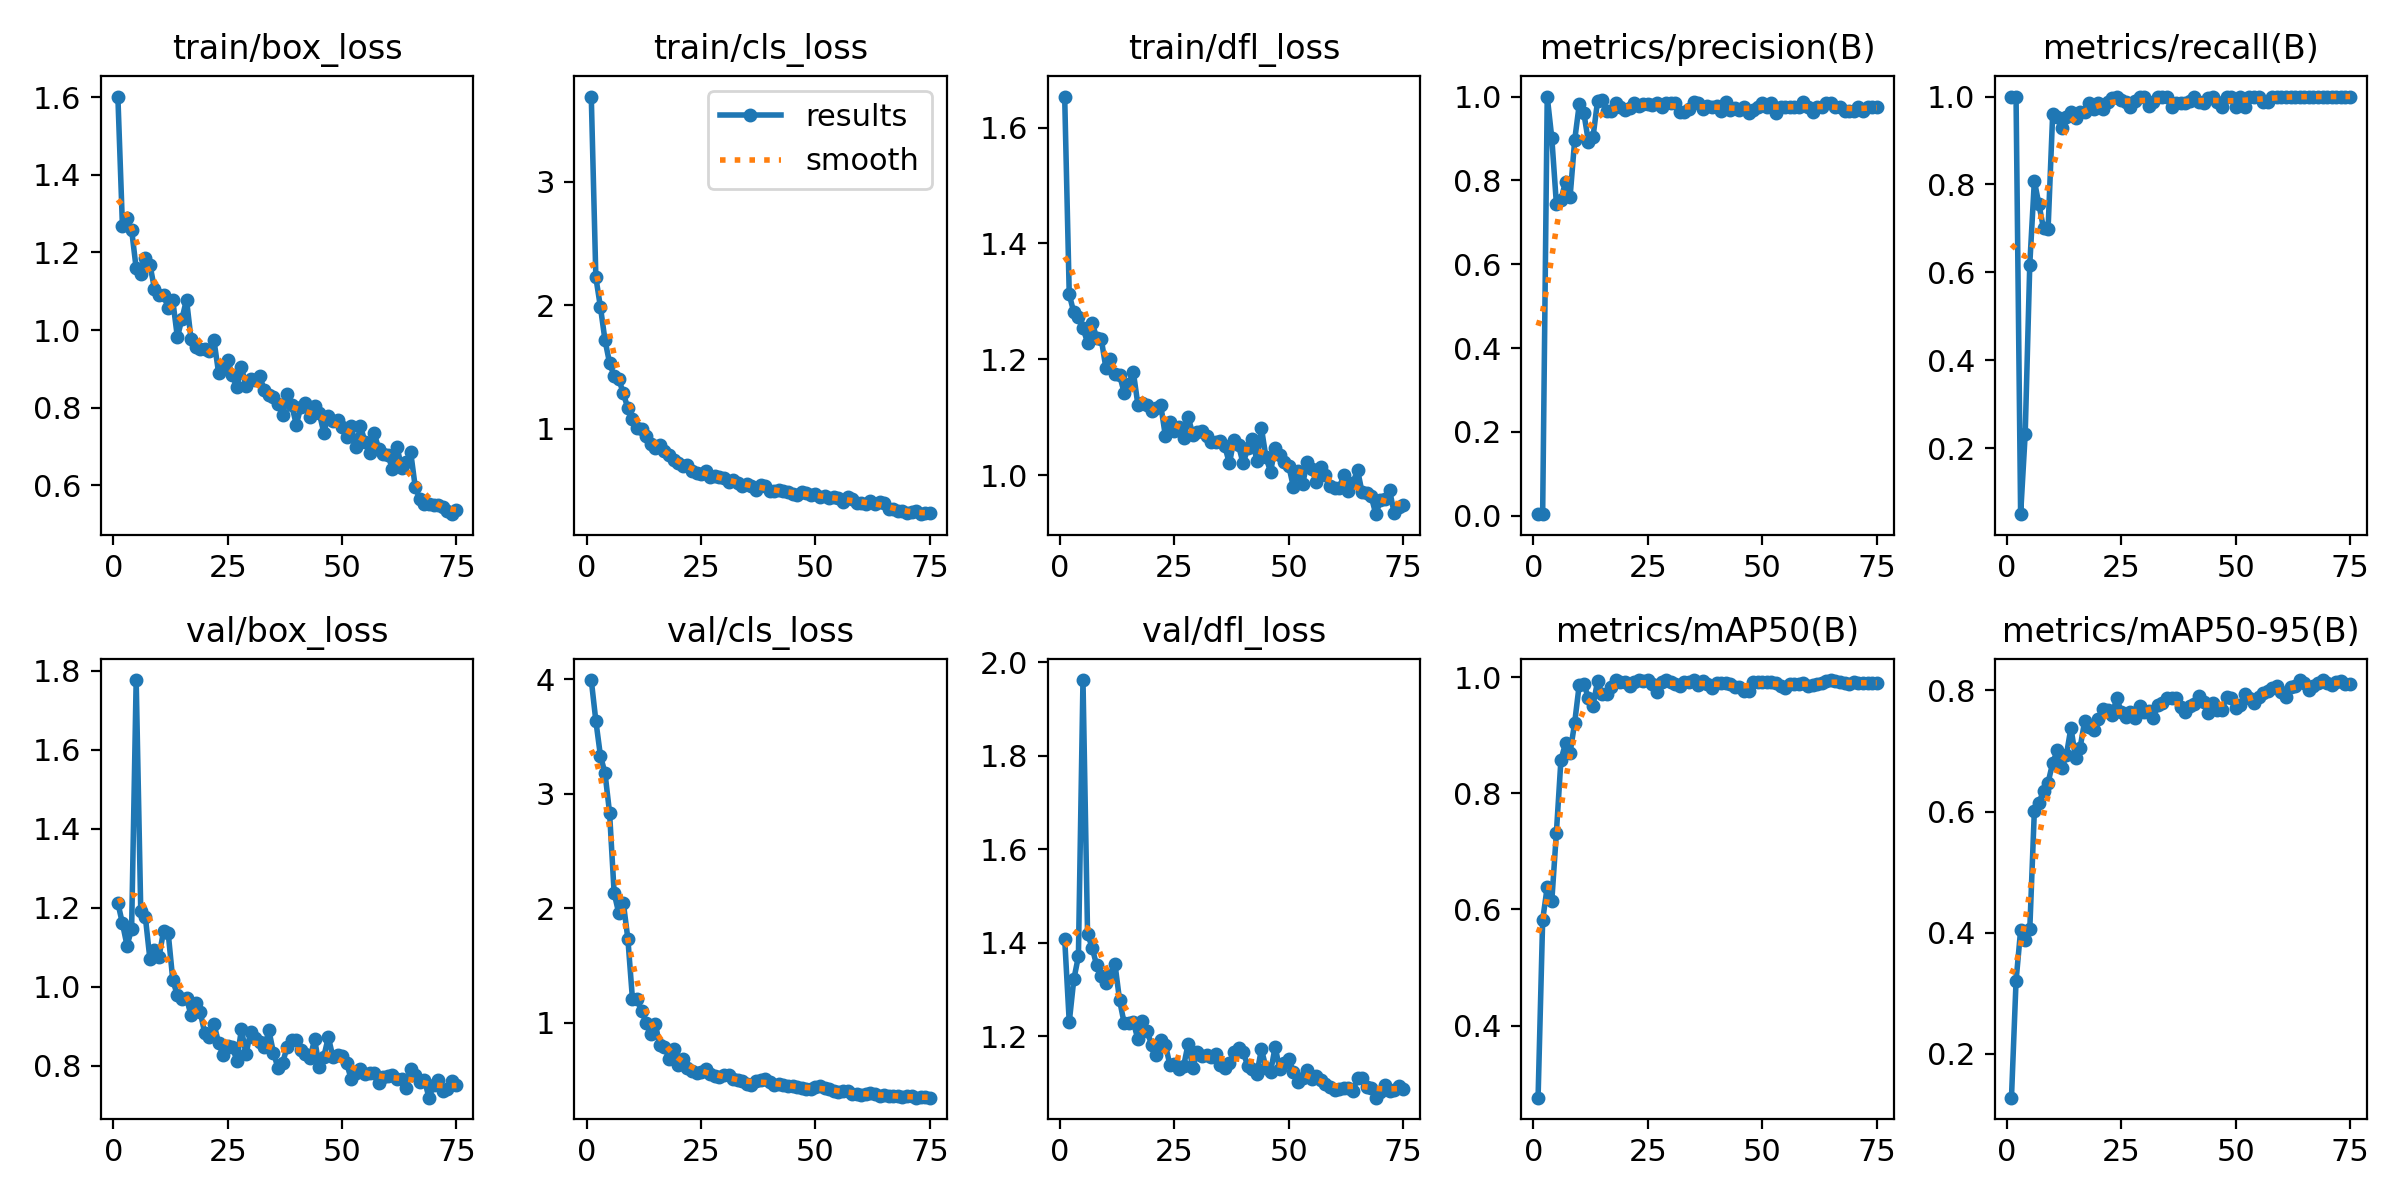 train/box_loss
train/cls_loss
train/dfl_loss
metrics/precision(B)
metrics/recall(B)
1.6
1.4
1.2
1.0
0.8
0.6
0 25 50 75
3
2
1
results
smooth
0 25 50 75
1.6
1.4
1.2
1.0
0 25 50 75
1.0
0.8
0.6
0.4
0.2
0.0
0 25 50 75
1.0
0.8
0.6
0.4
0.2
0 25 50 75
val/box_loss
val/cls_loss
val/dfl_loss
metrics/mAP50(B)
metrics/mAP50-95(B)
1.8
1.6
1.4
1.2
1.0
0.8
0 25 50 75
4
3
2
1
0 25 50 75
2.0
1.8
1.6
1.4
1.2
0 25 50 75
1.0
0.8
0.6
0.4
0 25 50 75
0.8
0.6
0.4
0.2
0 25 50 75